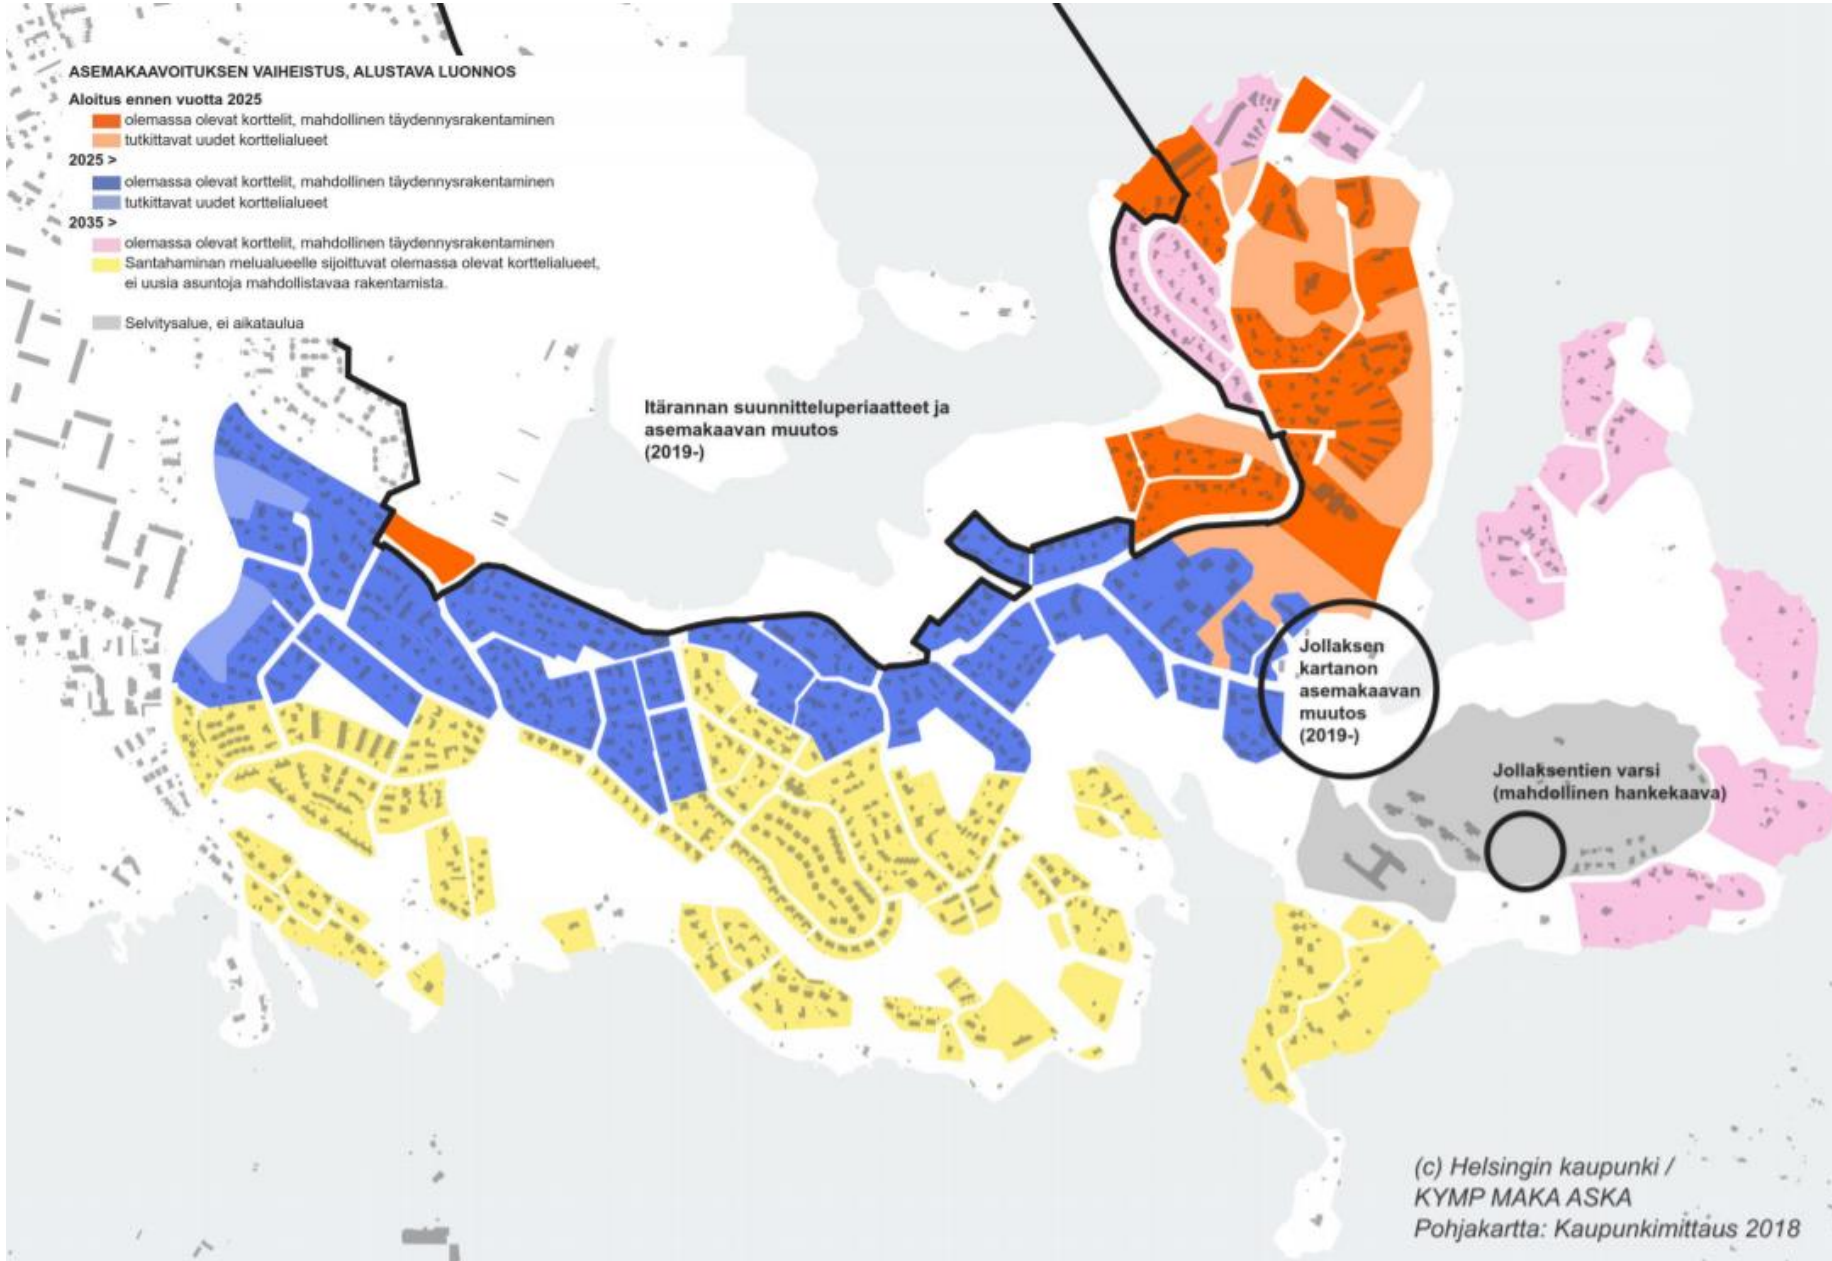 ASEMAKAAVOITUKSEN VAIHEISTUS, ALUSTAVA LUONNOS
Aloitus ennen vuotta 2025
olemassa olevat korttelit, mahdollinen täydennysrakentaminen
tutkittavat uudet korttelialueet
2025 >
olemassa olevat korttelit, mahdollinen täydennysrakentaminen
tutkittavat uudet korttelialueet
2035 >
olemassa olevat korttelit, mahdollinen täydennysrakentaminen
Santahaminan melualueelle sijoittuvat olemassa olevat korttelialueet,
ei uusia asuntoja mahdollistavaa rakentamista.
Selvitysalue, ei aikataulua
Itärannan suunnitteluperiaatteet ja
asemakaavan muutos
(2019-)
Jollaksen
kartanon
asemakaavan
muutos
(2019-)
Jollaksentien varsi
(mahdollinen hankekaava)
(c) Helsingin kaupunki /
KYMP MAKA ASKA
Pohjakartta: Kaupunkimittaus 2018